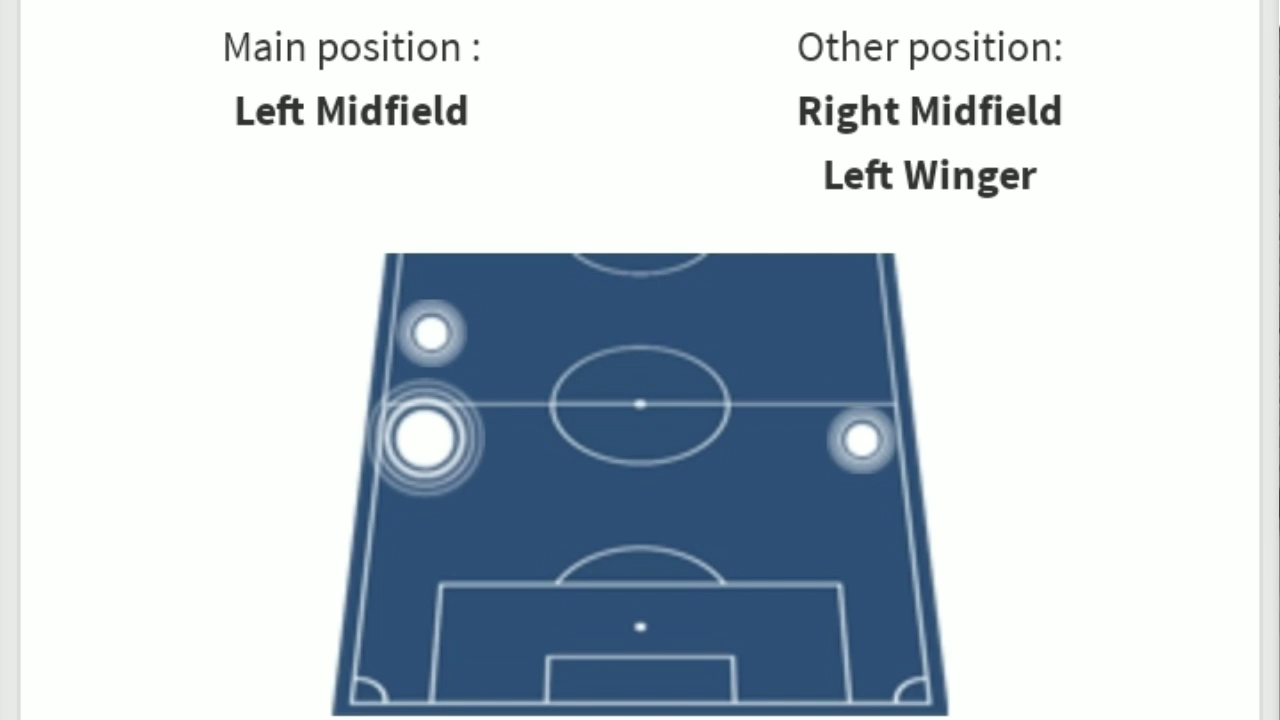 Main position :
Left Midfield
Other position:
Right Midfield
Left Winger